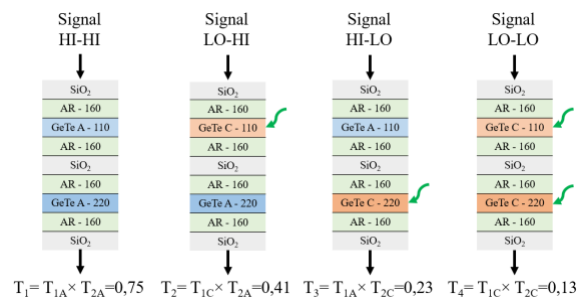 Signal
HI-HI
SiO₂
AR - 160
GeTe A - 110
AR - 160
SiO₂
AR - 160
GeTe A - 220
AR - 160
SiO₂
T₁= T₁A× T₂A=0,75
Signal
LO-HI
SiO₂
AR - 160
GeTe C - 110
AR - 160
SiO₂
AR - 160
GeTe A - 220
AR - 160
SiO₂
T₂= T₁C× T₂A=0,41
Signal
HI-LO
SiO₂
AR - 160
GeTe A - 110
AR - 160
SiO₂
AR - 160
GeTe C - 220
AR - 160
SiO₂
T₃= T₁A× T₂C=0,23
Signal
LO-LO
SiO₂
AR - 160
GeTe C - 110
AR - 160
SiO₂
AR - 160
GeTe C - 220
AR - 160
SiO₂
T₄= T₁C× T₂C=0,13